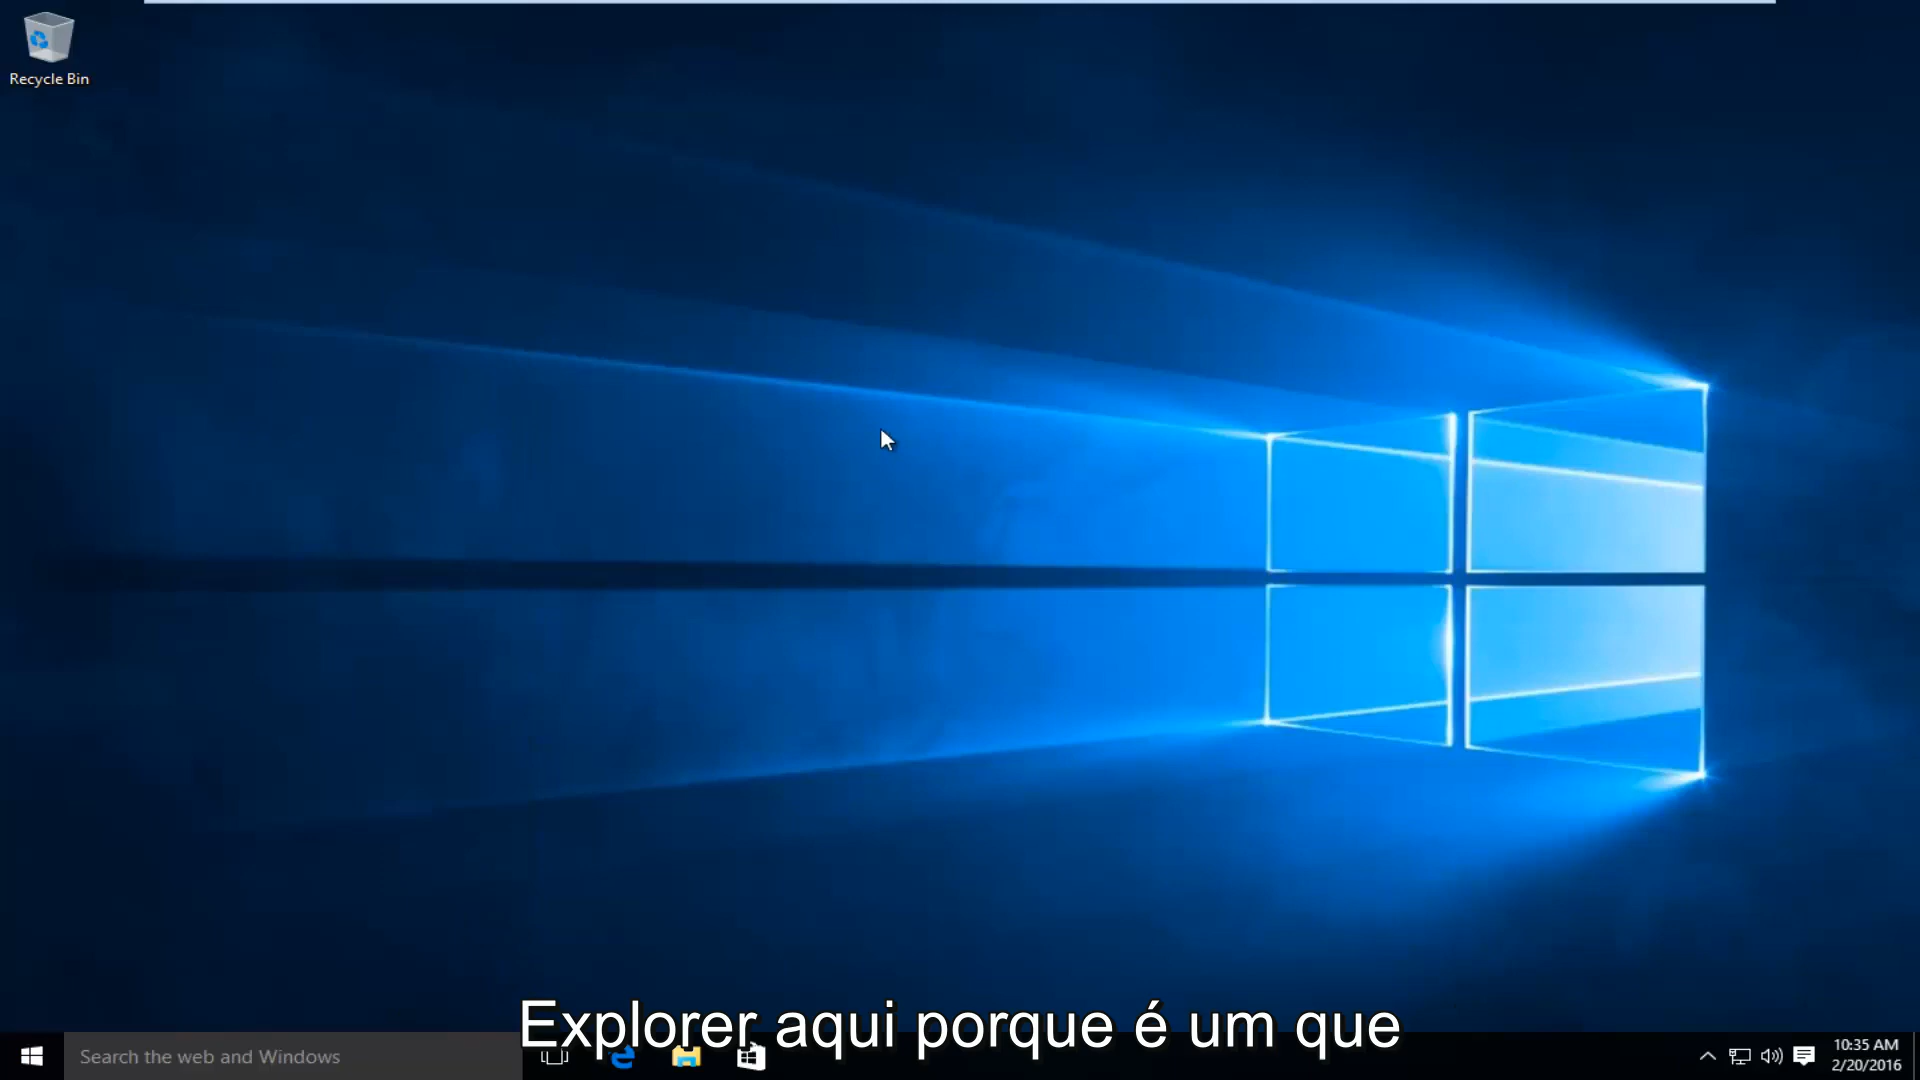 Recycle Bin
Explorer aqui porque é um que
Search the web and Windows
10:35 AM
2/20/2016